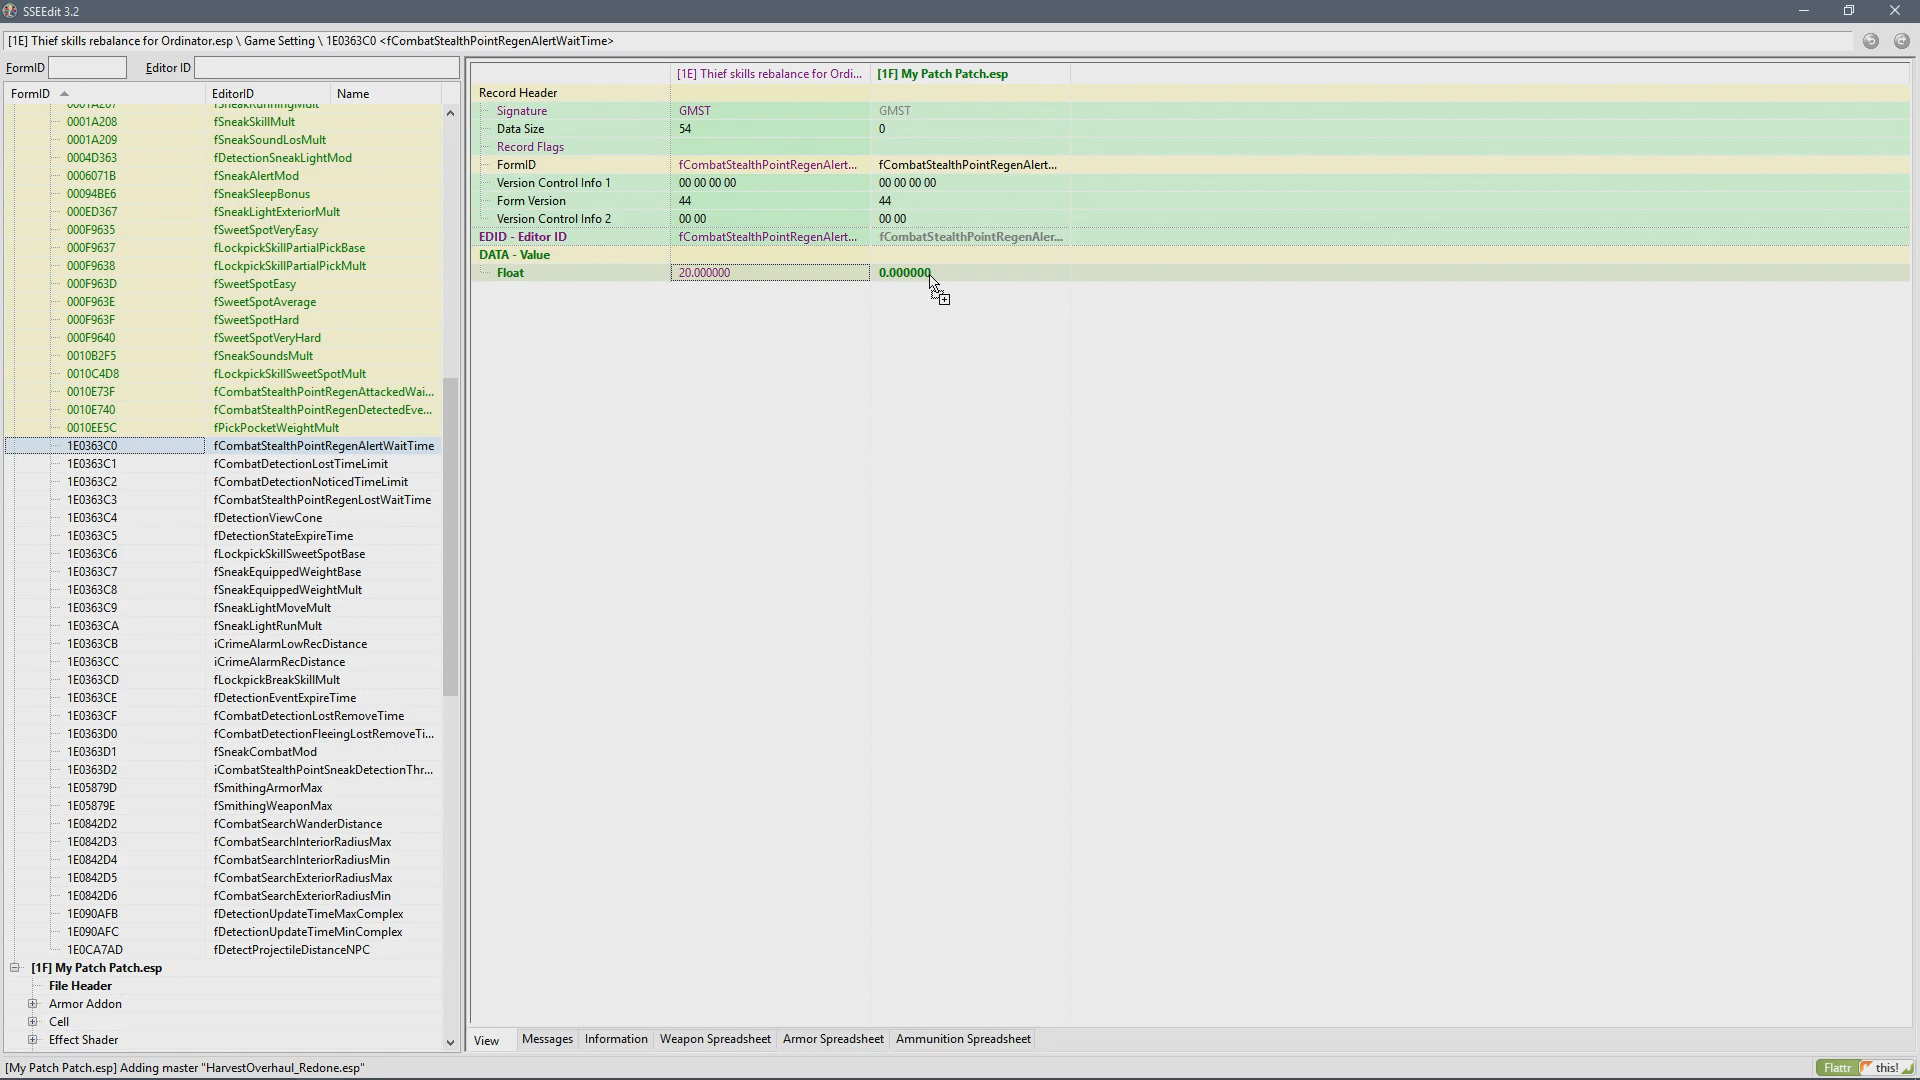 SSEEdit 3.2
[1E] Thief skills rebalance for Ordinator.esp \ Game Setting \ 1E0363C0 <fCombatStealthPointRegenAlertWaitTime>
FormID Editor ID
FormID EditorID Name
0001A207 fSneakRunningMult
0001A208 fSneakSkillMult
0001A209 fSneakSoundLosMult
0004D363 fDetectionSneakLightMod
0006071B fSneakAlertMod
00094BE6 fSneakSleepBonus
000ED367 fSneakLightExteriorMult
000F9635 fSweetSpotVeryEasy
000F9637 fLockpickSkillPartialPickBase
000F9638 fLockpickSkillPartialPickMult
000F963D fSweetSpotEasy
000F963E fSweetSpotAverage
000F963F fSweetSpotHard
000F9640 fSweetSpotVeryHard
0010B2F5 fSneakSoundsMult
0010C4D8 fLockpickSkillSweetSpotMult
0010E73F fCombatStealthPointRegenAttackedWai...
0010E740 fCombatStealthPointRegenDetectedEve...
0010EE5C fPickPocketWeightMult
1E0363C0 fCombatStealthPointRegenAlertWaitTime
1E0363C1 fCombatDetectionLostTimeLimit
1E0363C2 fCombatDetectionNoticedTimeLimit
1E0363C3 fCombatStealthPointRegenLostWaitTime
1E0363C4 fDetectionViewCone
1E0363C5 fDetectionStateExpireTime
1E0363C6 fLockpickSkillSweetSpotBase
1E0363C7 fSneakEquippedWeightBase
1E0363C8 fSneakEquippedWeightMult
1E0363C9 fSneakLightMoveMult
1E0363CA fSneakLightRunMult
1E0363CB iCrimeAlarmLowRecDistance
1E0363CC iCrimeAlarmRecDistance
1E0363CD fLockpickBreakSkillMult
1E0363CE fDetectionEventExpireTime
1E0363CF fCombatDetectionLostRemoveTime
1E0363D0 fCombatDetectionFleeingLostRemoveTi...
1E0363D1 fSneakCombatMod
1E0363D2 iCombatStealthPointSneakDetectionThr...
1E05879D fSmithingArmorMax
1E05879E fSmithingWeaponMax
1E0842D2 fCombatSearchWanderDistance
1E0842D3 fCombatSearchInteriorRadiusMax
1E0842D4 fCombatSearchInteriorRadiusMin
1E0842D5 fCombatSearchExteriorRadiusMax
1E0842D6 fCombatSearchExteriorRadiusMin
1E090AFB fDetectionUpdateTimeMaxComplex
1E090AFC fDetectionUpdateTimeMinComplex
1E0CA7AD fDetectProjectileDistanceNPC
[1F] My Patch Patch.esp
File Header
Armor Addon
Cell
Effect Shader
[1E] Thief skills rebalance for Ordi... [1F] My Patch Patch.esp
Record Header
Signature GMST GMST
Data Size 54 0
Record Flags
FormID fCombatStealthPointRegenAlert... fCombatStealthPointRegenAlert...
Version Control Info 1 00 00 00 00 00 00 00 00
Form Version 44 44
Version Control Info 2 00 00 00 00
EDID - Editor ID fCombatStealthPointRegenAlert... fCombatStealthPointRegenAler...
DATA - Value
Float 20.000000 0.000000
View Messages Information Weapon Spreadsheet Armor Spreadsheet Ammunition Spreadsheet
[My Patch Patch.esp] Adding master "HarvestOverhaul_Redone.esp"
Flattr this!